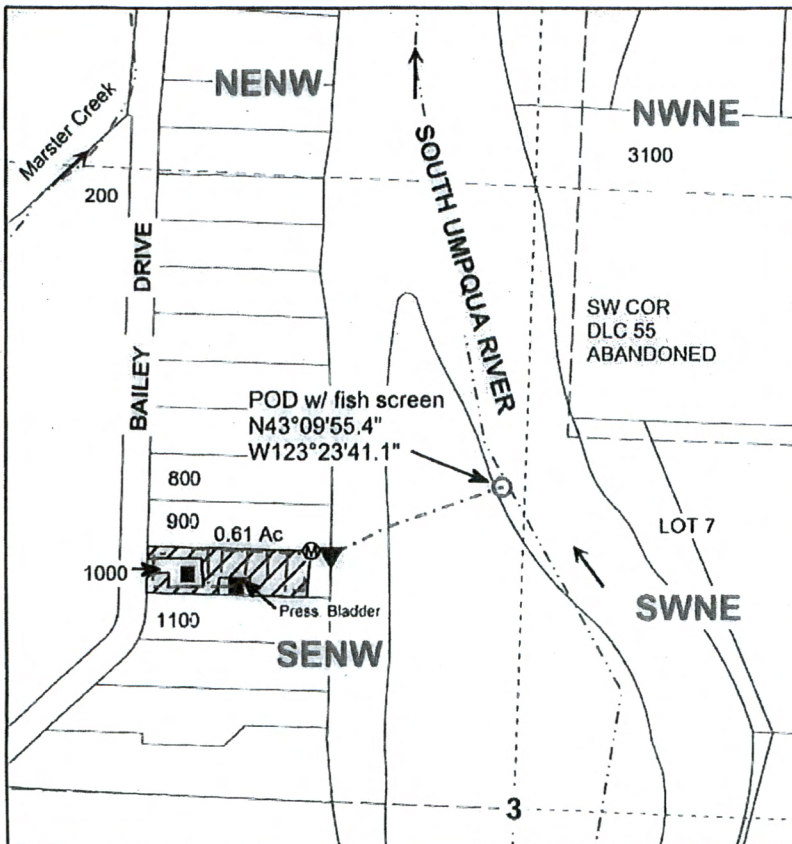 NENW
NWNE
3100
Marster Creek
200
SOUTH UMPQUA RIVER
BAILEY DRIVE
SW COR
DLC 55
ABANDONED
POD w/ fish screen
N43°09'55.4"
W123°23'41.1"
800
900
0.61 Ac
M
LOT 7
1000
Press. Bladder
1100
SENW
SWNE
3